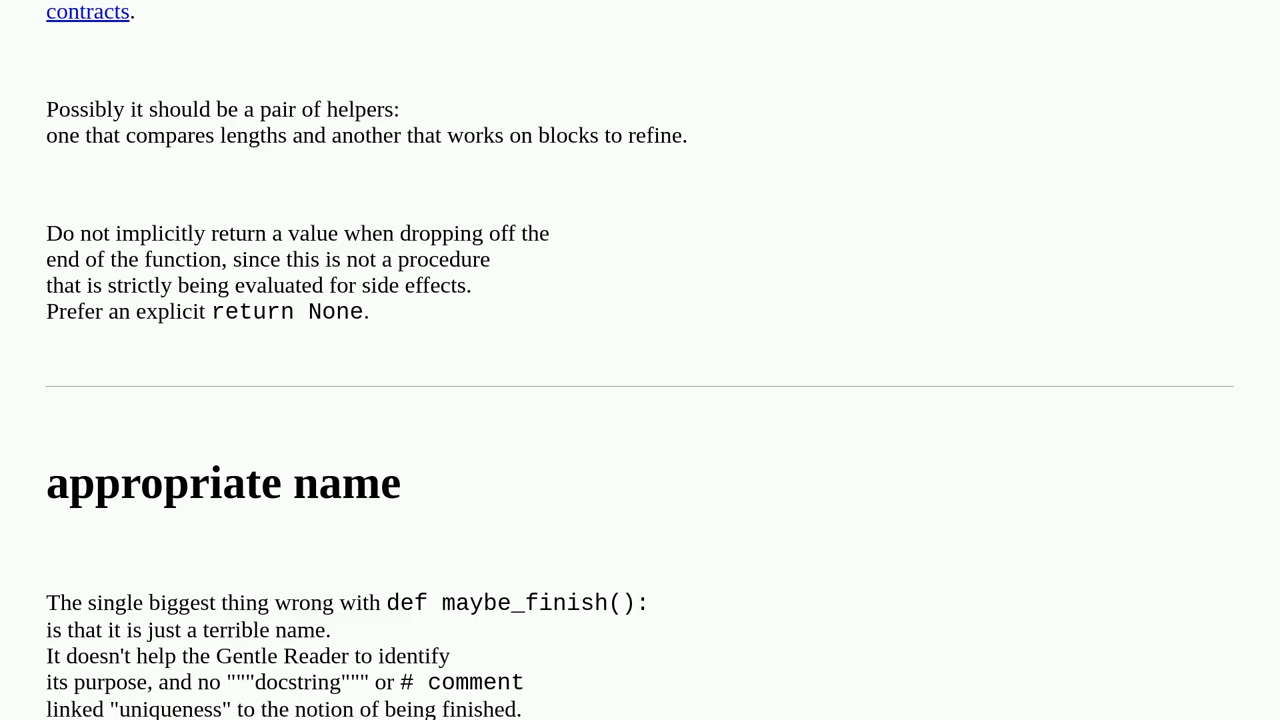 contracts.
Possibly it should be a pair of helpers:
one that compares lengths and another that works on blocks to refine.
Do not implicitly return a value when dropping off the
end of the function, since this is not a procedure
that is strictly being evaluated for side effects.
Prefer an explicit return None.
appropriate name
The single biggest thing wrong with def maybe_finish():
is that it is just a terrible name.
It doesn't help the Gentle Reader to identify
its purpose, and no """docstring""" or # comment
linked "uniqueness" to the notion of being finished.